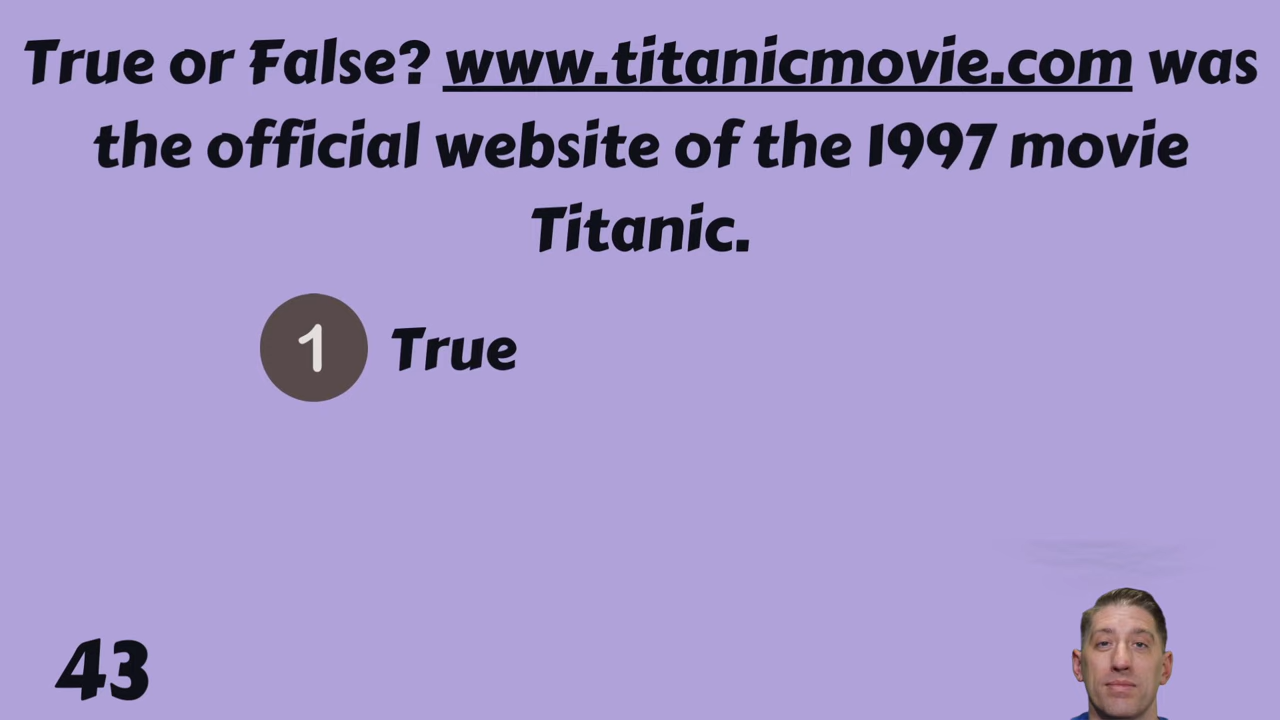 True or False? www.titanicmovie.com was
the official website of the 1997 movie
Titanic.
1 True
43